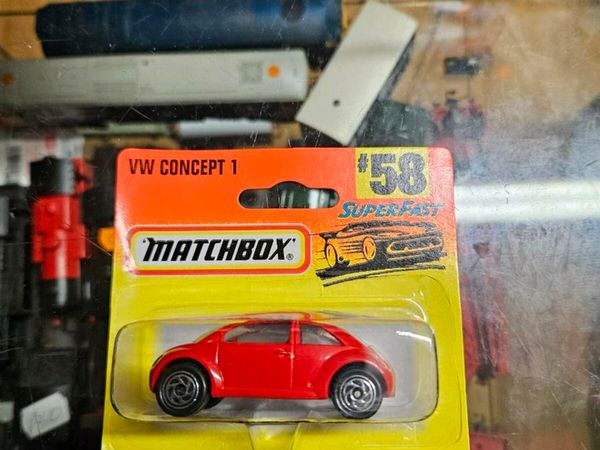 VW CONCEPT 1
#58
SUPERFAST
MATCHBOX®